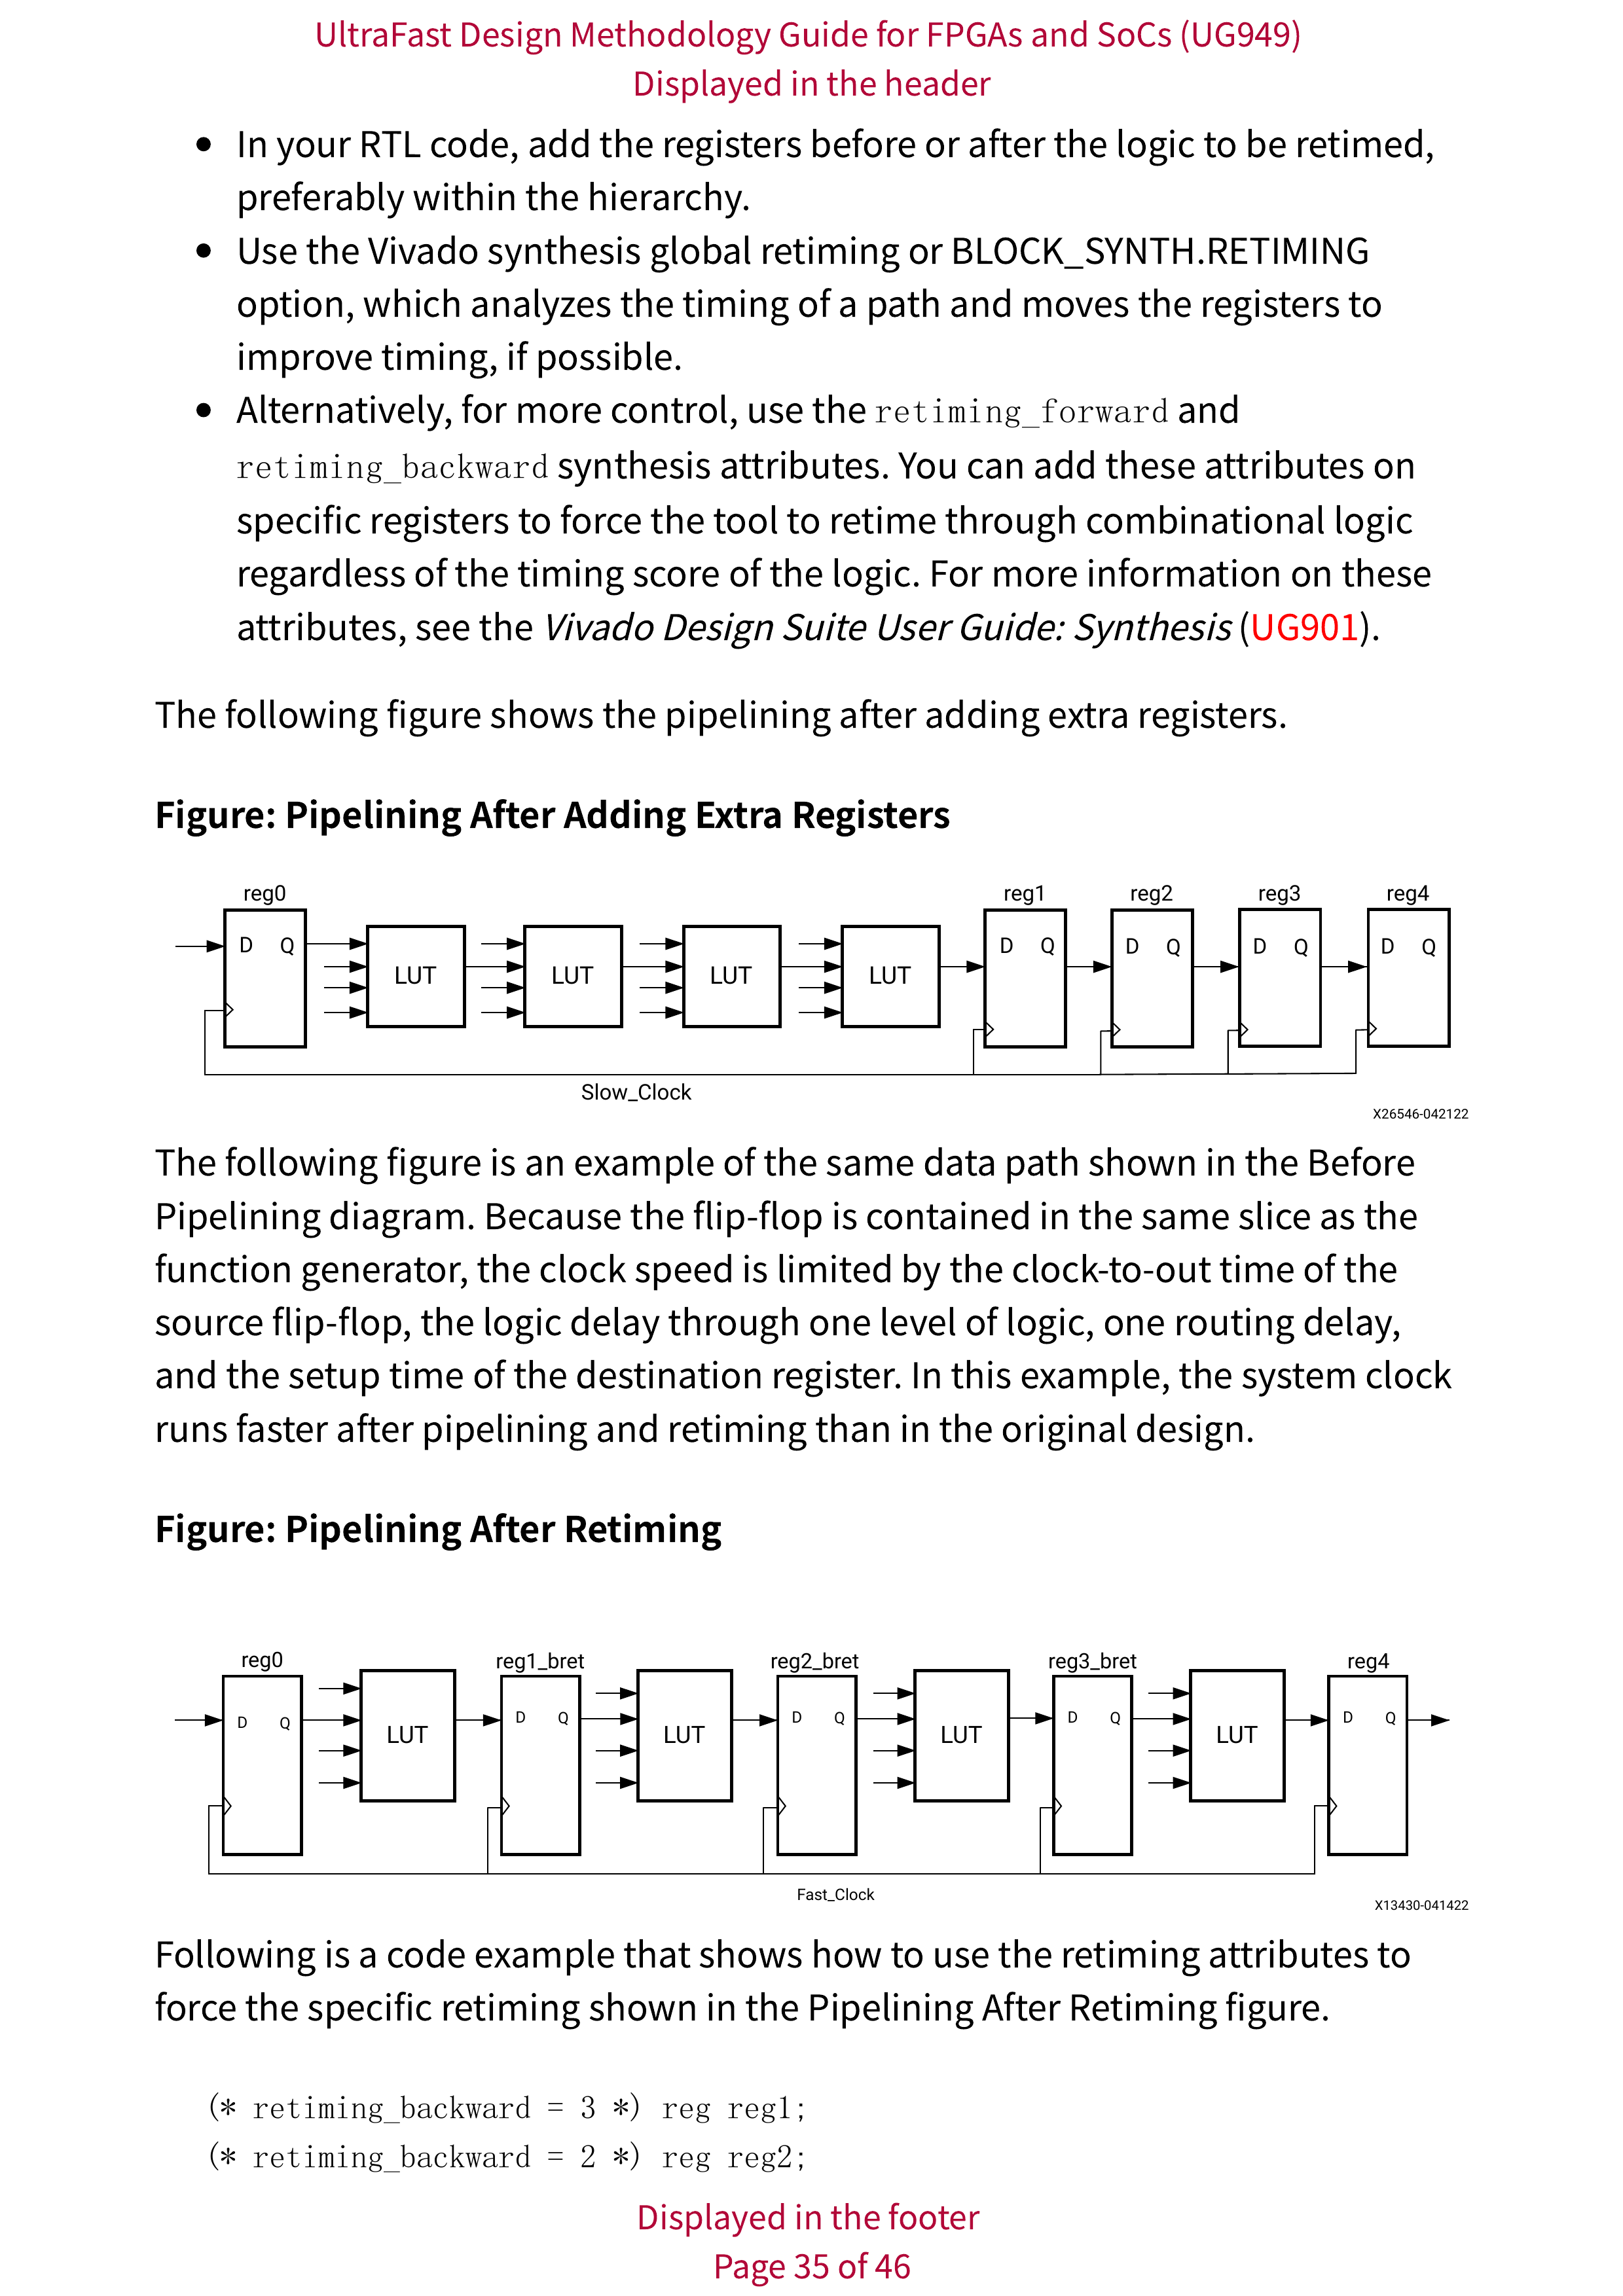 UltraFast Design Methodology Guide for FPGAs and SoCs (UG949)
Displayed in the header
• In your RTL code, add the registers before or after the logic to be retimed,
preferably within the hierarchy.
• Use the Vivado synthesis global retiming or BLOCK_SYNTH.RETIMING
option, which analyzes the timing of a path and moves the registers to
improve timing, if possible.
• Alternatively, for more control, use the retiming_forward and
retiming_backward synthesis attributes. You can add these attributes on
specific registers to force the tool to retime through combinational logic
regardless of the timing score of the logic. For more information on these
attributes, see the Vivado Design Suite User Guide: Synthesis (UG901).
The following figure shows the pipelining after adding extra registers.
Figure: Pipelining After Adding Extra Registers
reg0 reg1 reg2 reg3 reg4
D Q D Q D Q D Q D Q
LUT LUT LUT LUT
Slow_Clock
X26546-042122
The following figure is an example of the same data path shown in the Before
Pipelining diagram. Because the flip-flop is contained in the same slice as the
function generator, the clock speed is limited by the clock-to-out time of the
source flip-flop, the logic delay through one level of logic, one routing delay,
and the setup time of the destination register. In this example, the system clock
runs faster after pipelining and retiming than in the original design.
Figure: Pipelining After Retiming
reg0 reg1_bret reg2_bret reg3_bret reg4
D Q D Q D Q D Q D Q
LUT LUT LUT LUT
Fast_Clock
X13430-041422
Following is a code example that shows how to use the retiming attributes to
force the specific retiming shown in the Pipelining After Retiming figure.
(* retiming_backward = 3 *) reg reg1;
(* retiming_backward = 2 *) reg reg2;
Displayed in the footer
Page 35 of 46